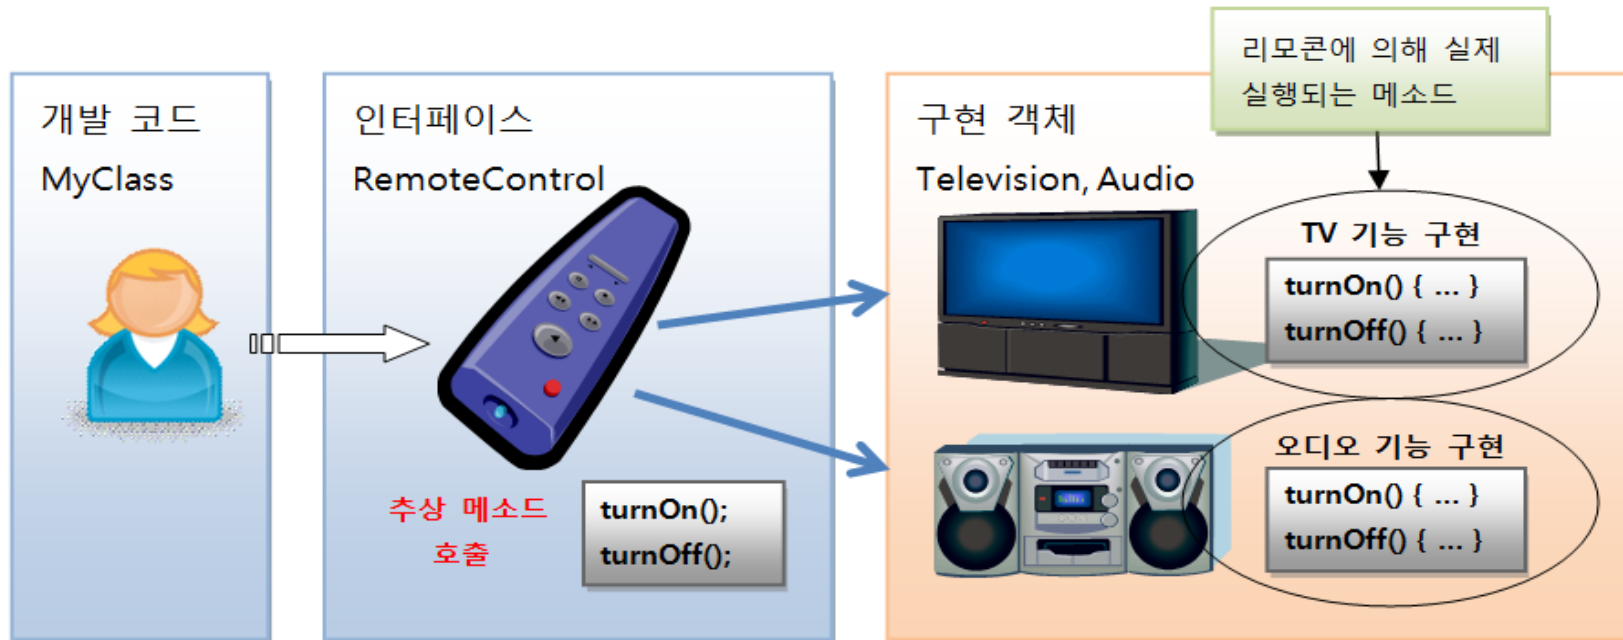 리모콘에 의해 실제
실행되는 메소드
개발 코드
MyClass
인터페이스
RemoteControl
추상 메소드
호출
turnOn();
turnOff();
구현 객체
Television, Audio
TV 기능 구현
turnOn() { ... }
turnOff() { ... }
오디오 기능 구현
turnOn() { ... }
turnOff() { ... }